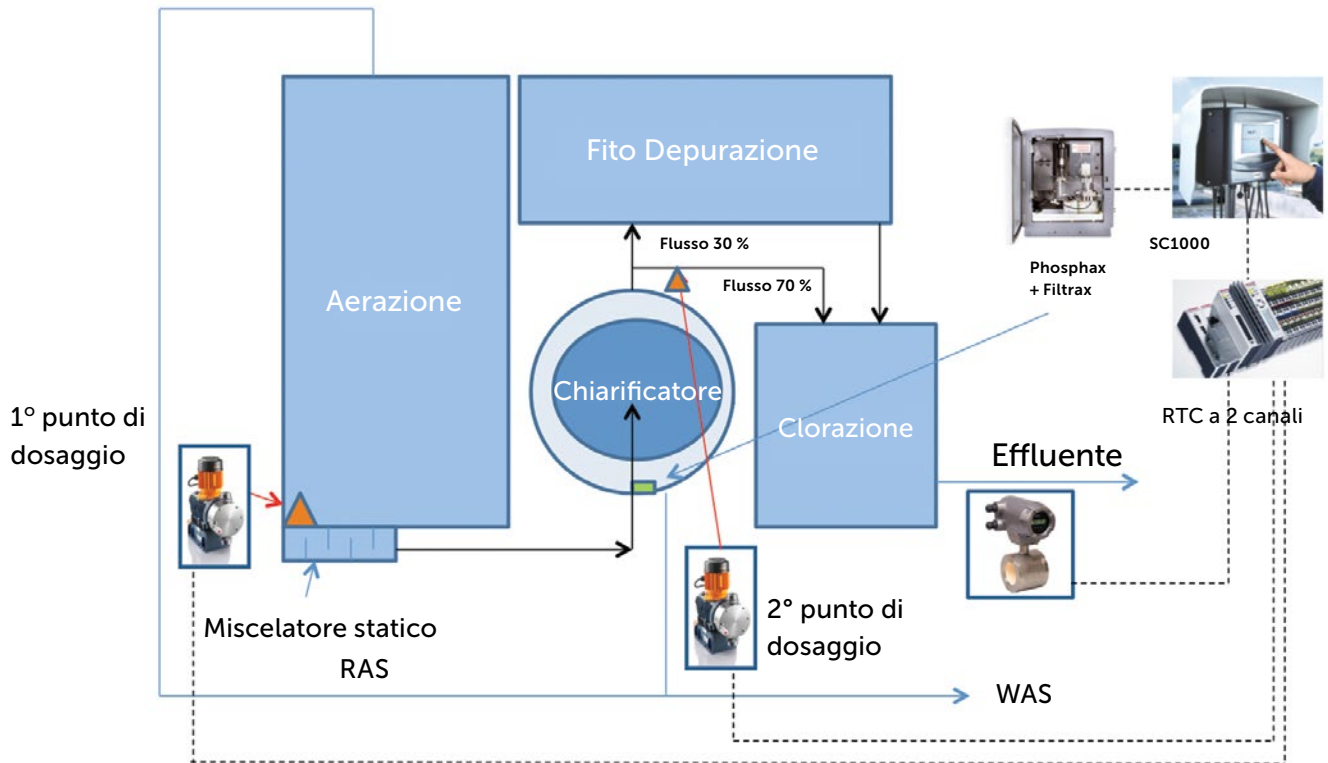 Fito Depurazione
Aerazione
Flusso 30 %
Flusso 70 %
SC1000
Phosphax
+ Filtrax
Chiarificatore
Clorazione
RTC a 2 canali
1° punto di
dosaggio
Effluente
Miscelatore statico
2° punto di
dosaggio
RAS
WAS